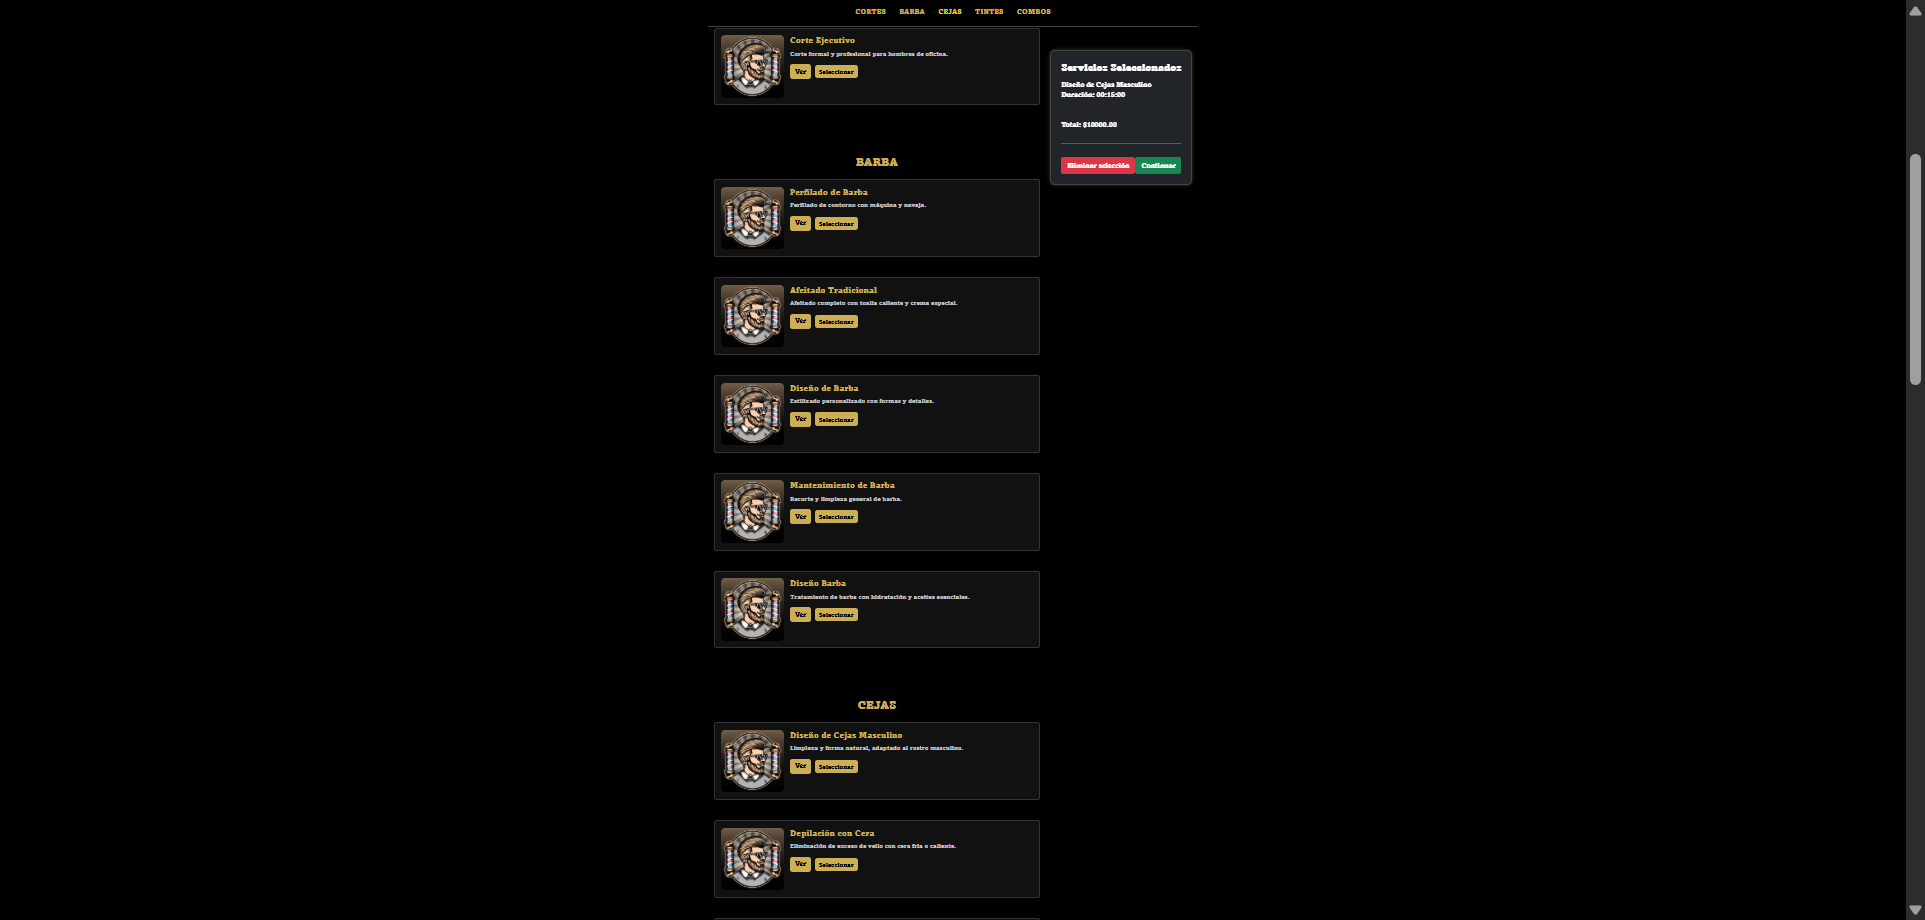 CORTES BARBA CEJAS TINTES COMBOS
Corte Ejecutivo
Corte formal y profesional para hombres de oficina.
Ver Seleccionar
Servicios Seleccionados
Diseño de Cejas Masculino
Duración: 00:15:00
Total: $10000.00
Eliminar selección Continuar
BARBA
Perfilado de Barba
Perfilado de contorno con máquina y navaja.
Ver Seleccionar
Afeitado Tradicional
Afeitado completo con toalla caliente y crema especial.
Ver Seleccionar
Diseño de Barba
Estilizado personalizado con formas y detalles.
Ver Seleccionar
Mantenimiento de Barba
Recorte y limpieza general de barba.
Ver Seleccionar
Diseño Barba
Tratamiento de barba con hidratación y aceites esenciales.
Ver Seleccionar
CEJAS
Diseño de Cejas Masculino
Limpieza y forma natural, adaptado al rostro masculino.
Ver Seleccionar
Depilación con Cera
Eliminación de exceso de vello con cera fría o caliente.
Ver Seleccionar